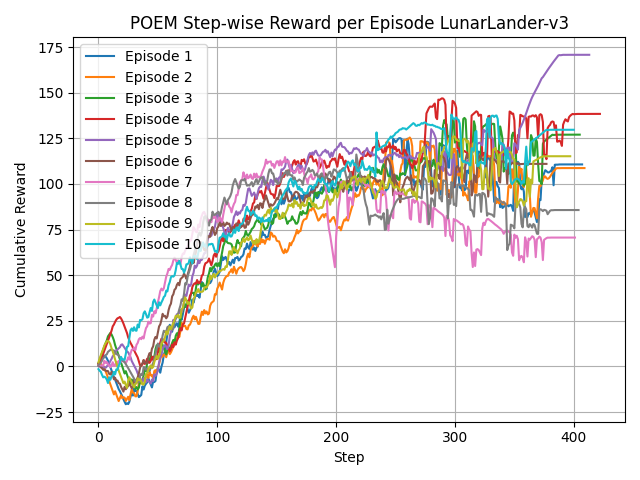 POEM Step-wise Reward per Episode LunarLander-v3
Cumulative Reward
175
150
125
100
75
50
25
0
−25
Episode 1
Episode 2
Episode 3
Episode 4
Episode 5
Episode 6
Episode 7
Episode 8
Episode 9
Episode 10
0 100 200 300 400
Step